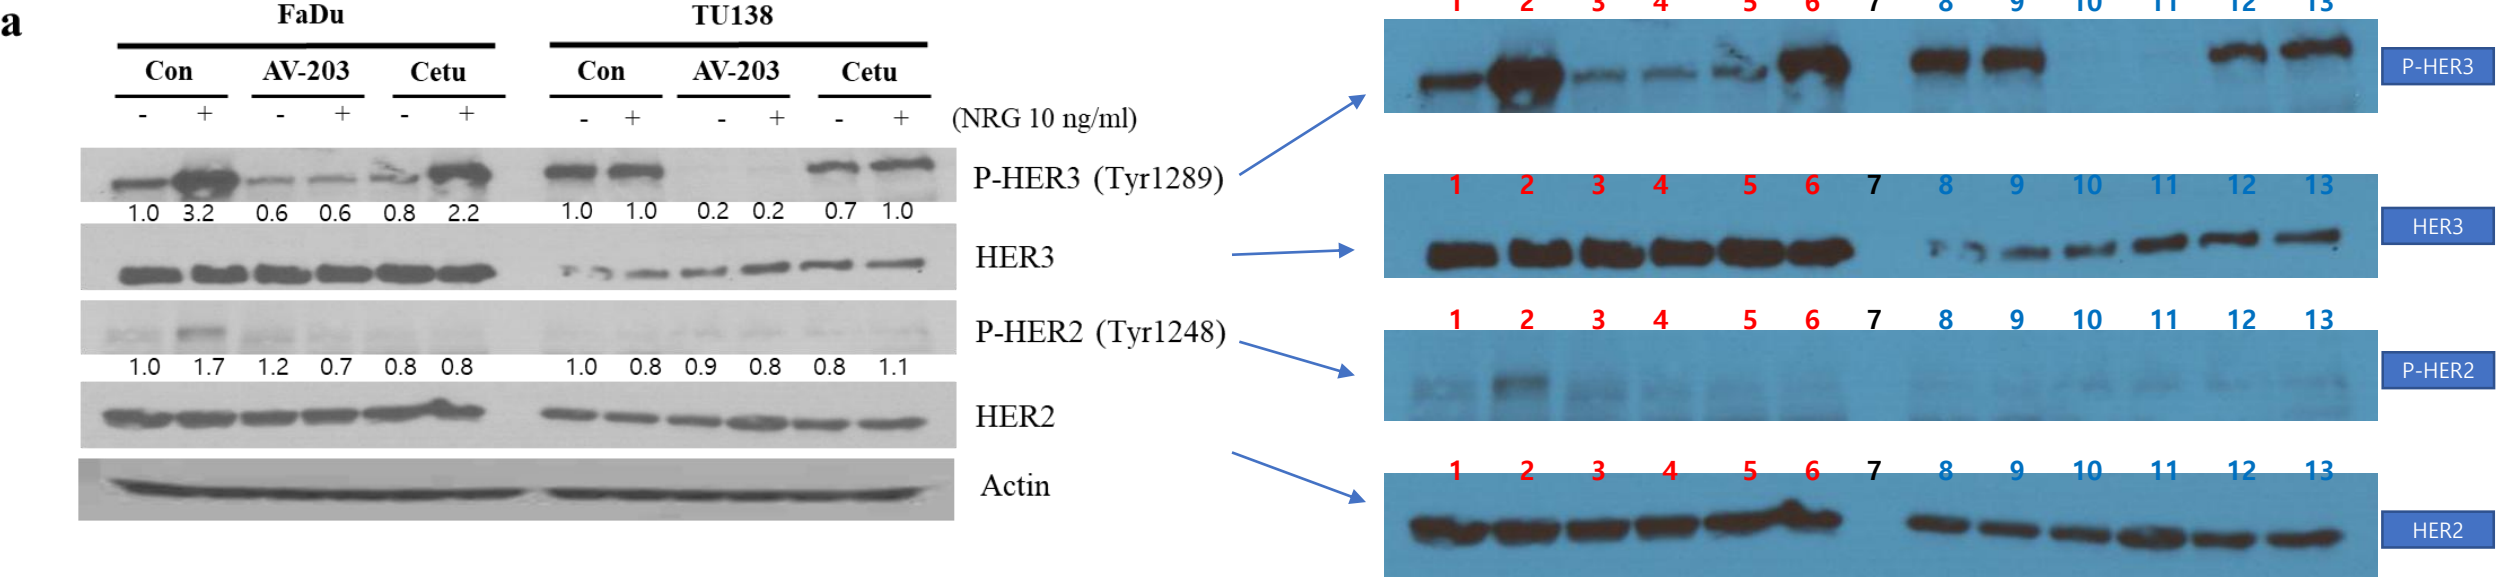 a
FaDu TU138
Con AV-203 Cetu Con AV-203 Cetu
- + - + - + - + - + - + (NRG 10 ng/ml)
P-HER3 (Tyr1289)
1.0 3.2 0.6 0.6 0.8 2.2 1.0 1.0 0.2 0.2 0.7 1.0
HER3
P-HER2 (Tyr1248)
1.0 1.7 1.2 0.7 0.8 0.8 1.0 0.8 0.9 0.8 0.8 1.1
HER2
Actin
1 2 3 4 5 6 7 8 9 10 11 12 13
P-HER3
1 2 3 4 5 6 7 8 9 10 11 12 13
HER3
1 2 3 4 5 6 7 8 9 10 11 12 13
P-HER2
1 2 3 4 5 6 7 8 9 10 11 12 13
HER2